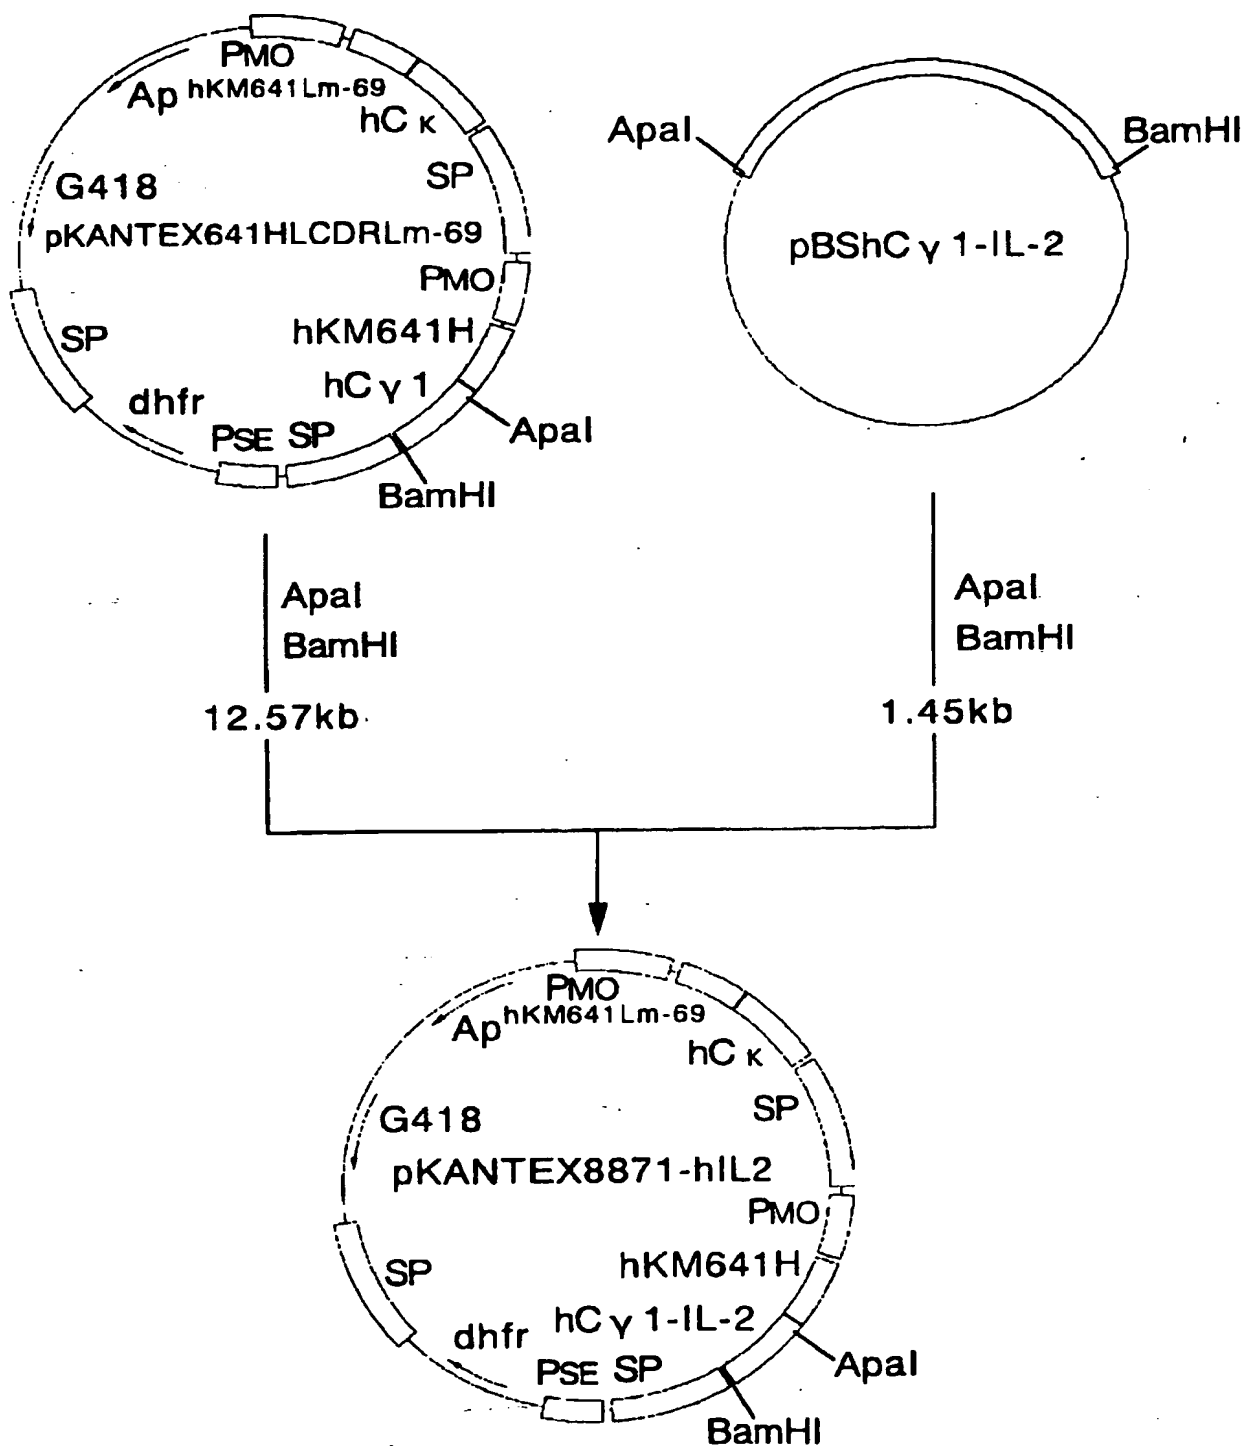 PMO
Ap hKM641Lm-69
hCκ
SP
G418
pKANTEX641HLCDRLm-69
PMO
hKM641H
SP
hCγ1
dhfr
PSE SP
ApaI
BamHI
ApaI
BamHI
pBShCγ1-IL-2
ApaI
BamHI
12.57kb
ApaI
BamHI
1.45kb
PMO
Ap hKM641Lm-69
hCκ
SP
G418
pKANTEX8871-hIL2
PMO
hKM641H
SP
hCγ1-IL-2
dhfr
PSE SP
ApaI
BamHI